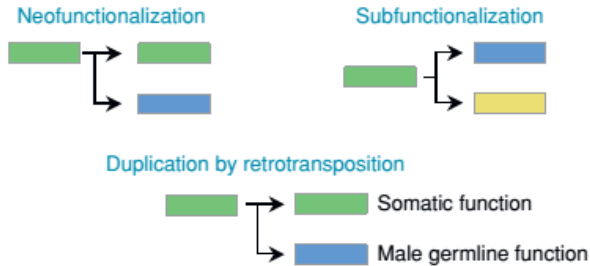 Neofunctionalization
Subfunctionalization
Duplication by retrotransposition
Somatic function
Male germline function